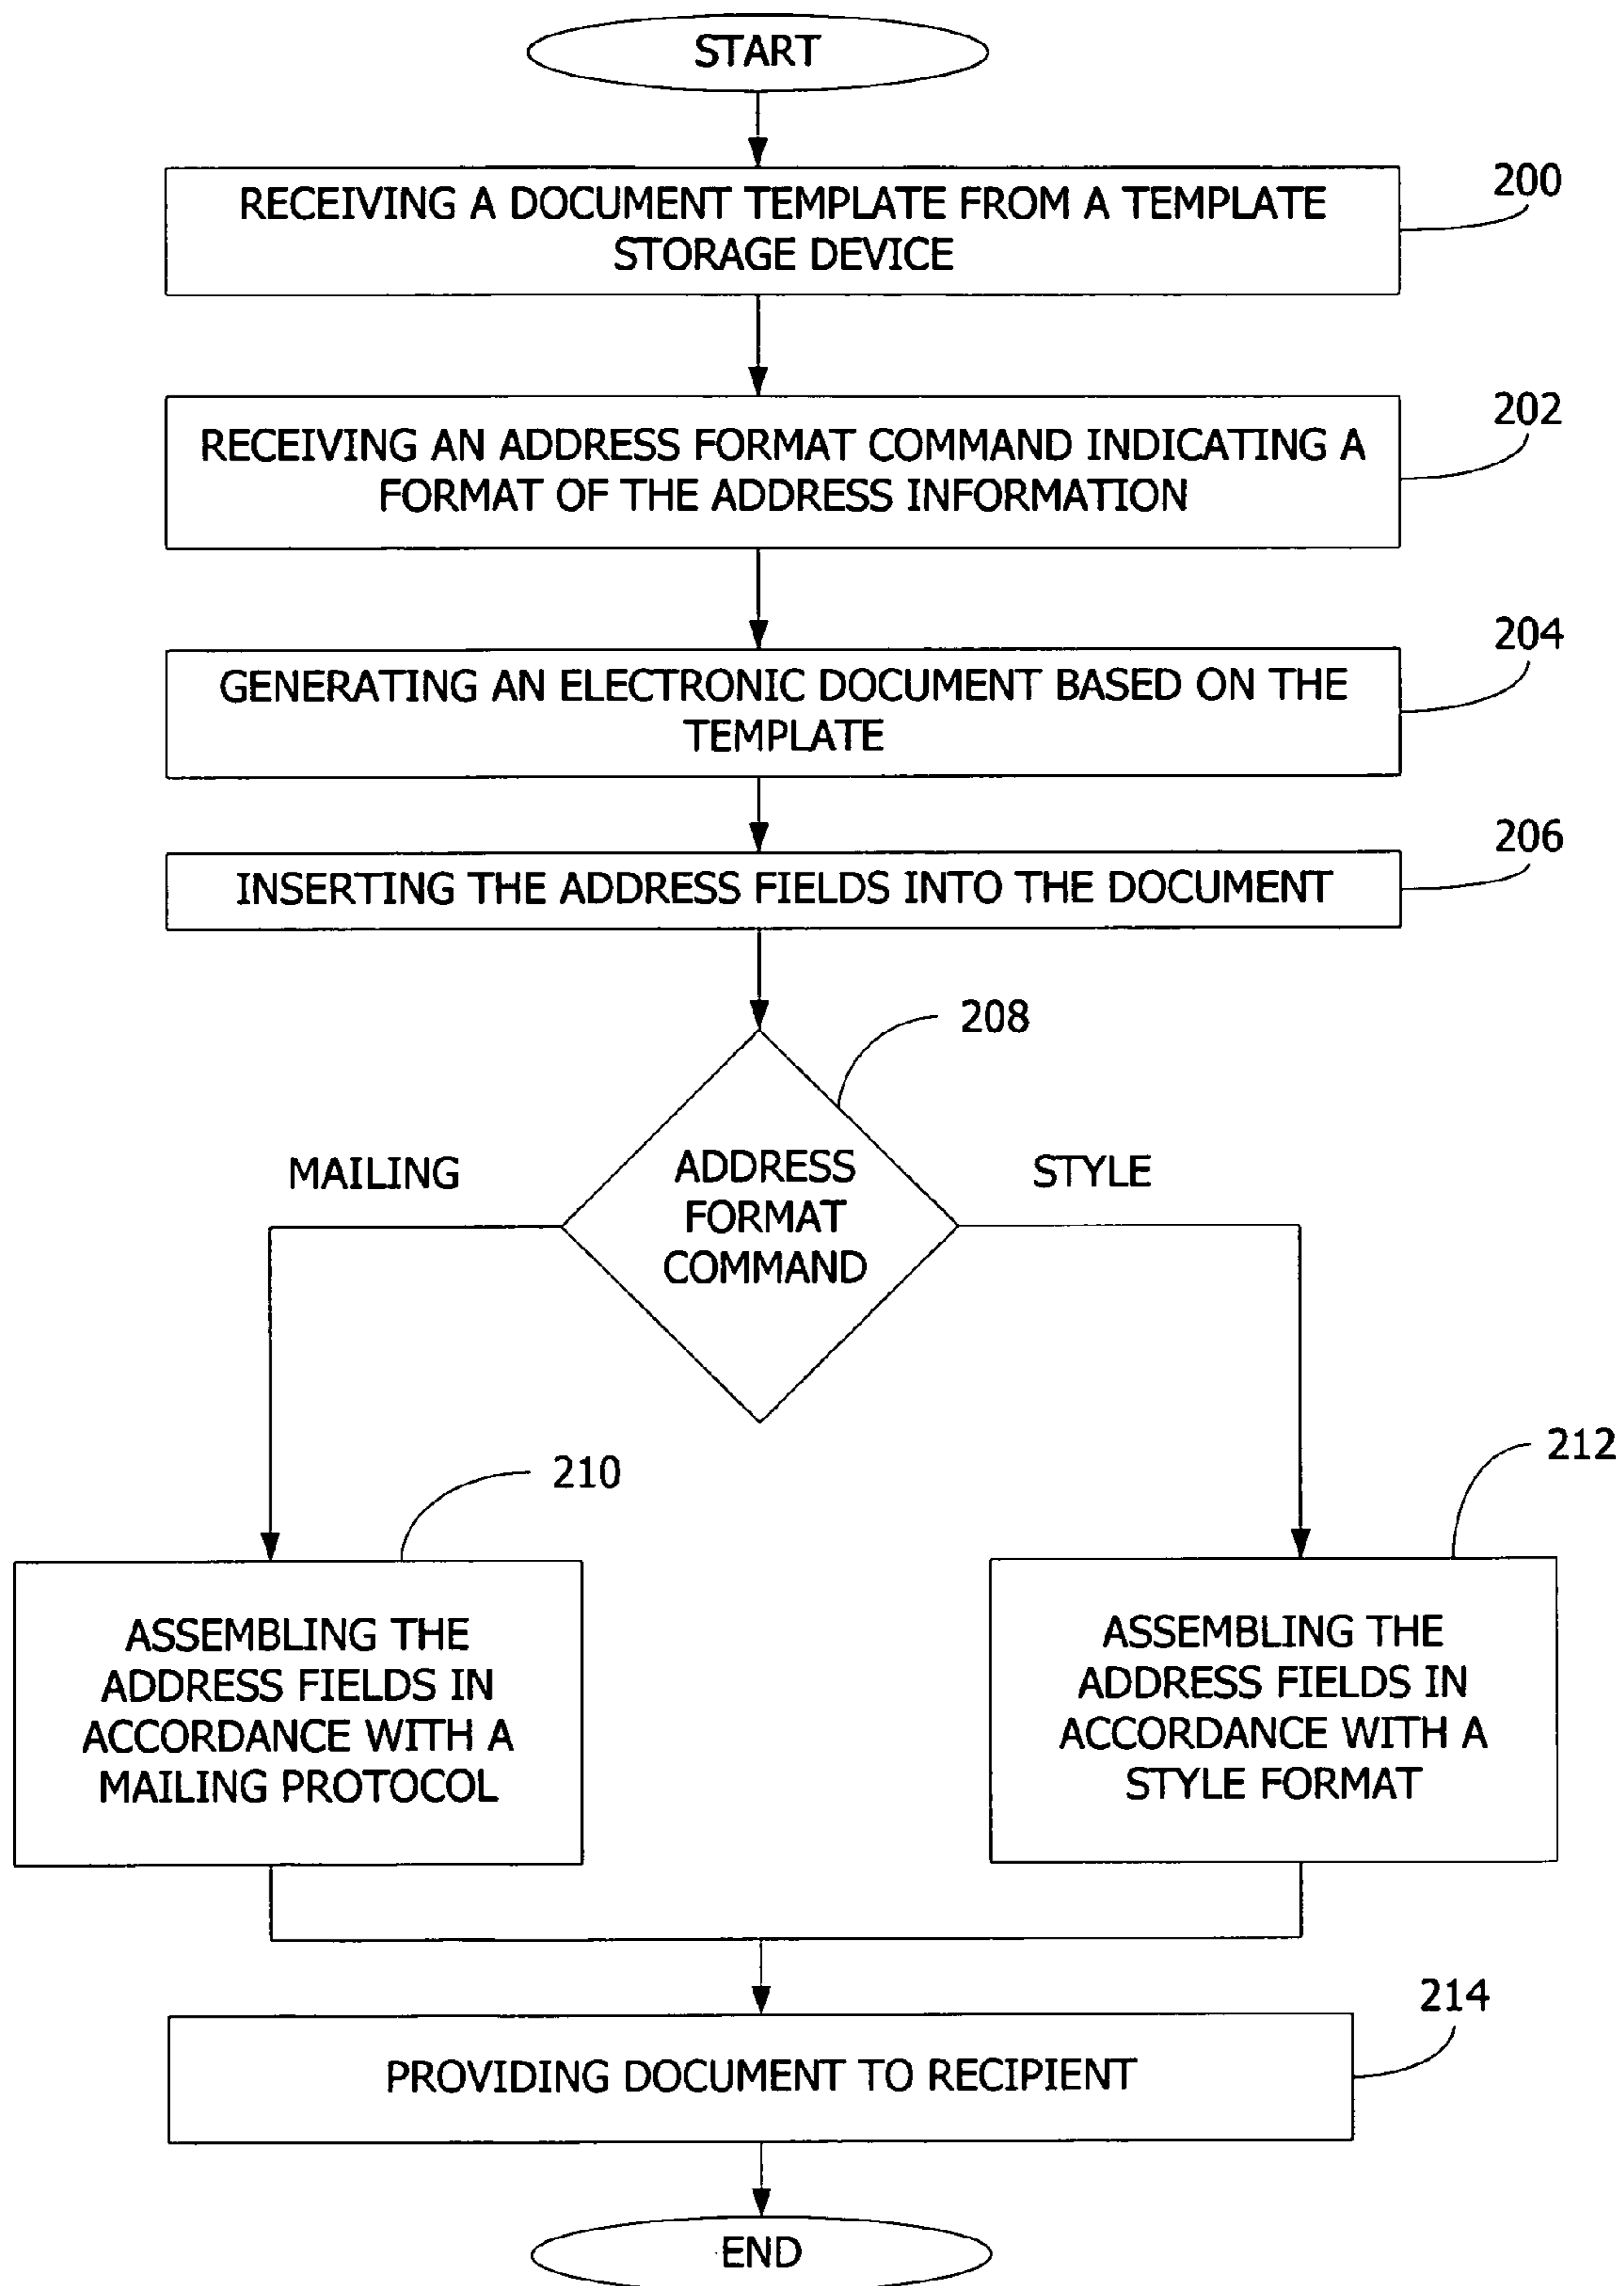 START
200
RECEIVING A DOCUMENT TEMPLATE FROM A TEMPLATE
STORAGE DEVICE
202
RECEIVING AN ADDRESS FORMAT COMMAND INDICATING A
FORMAT OF THE ADDRESS INFORMATION
204
GENERATING AN ELECTRONIC DOCUMENT BASED ON THE
TEMPLATE
206
INSERTING THE ADDRESS FIELDS INTO THE DOCUMENT
208
MAILING
ADDRESS
FORMAT
COMMAND
STYLE
210
ASSEMBLING THE
ADDRESS FIELDS IN
ACCORDANCE WITH A
MAILING PROTOCOL
212
ASSEMBLING THE
ADDRESS FIELDS IN
ACCORDANCE WITH A
STYLE FORMAT
214
PROVIDING DOCUMENT TO RECIPIENT
END